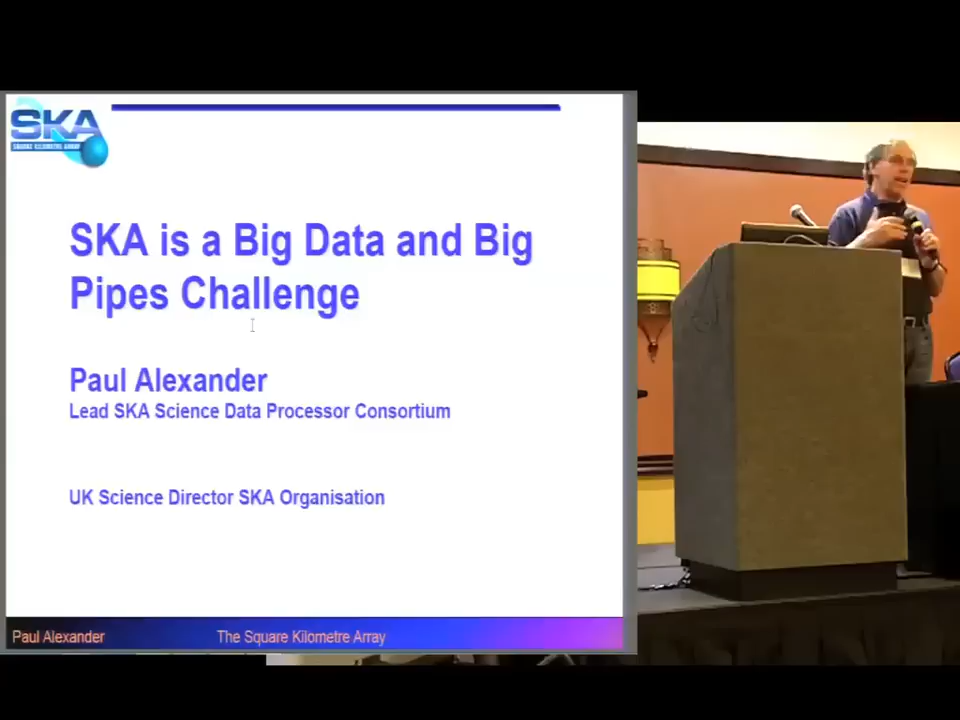 SKA
SQUARE KILOMETRE ARRAY
SKA is a Big Data and Big
Pipes Challenge
Paul Alexander
Lead SKA Science Data Processor Consortium
UK Science Director SKA Organisation
Paul Alexander The Square Kilometre Array